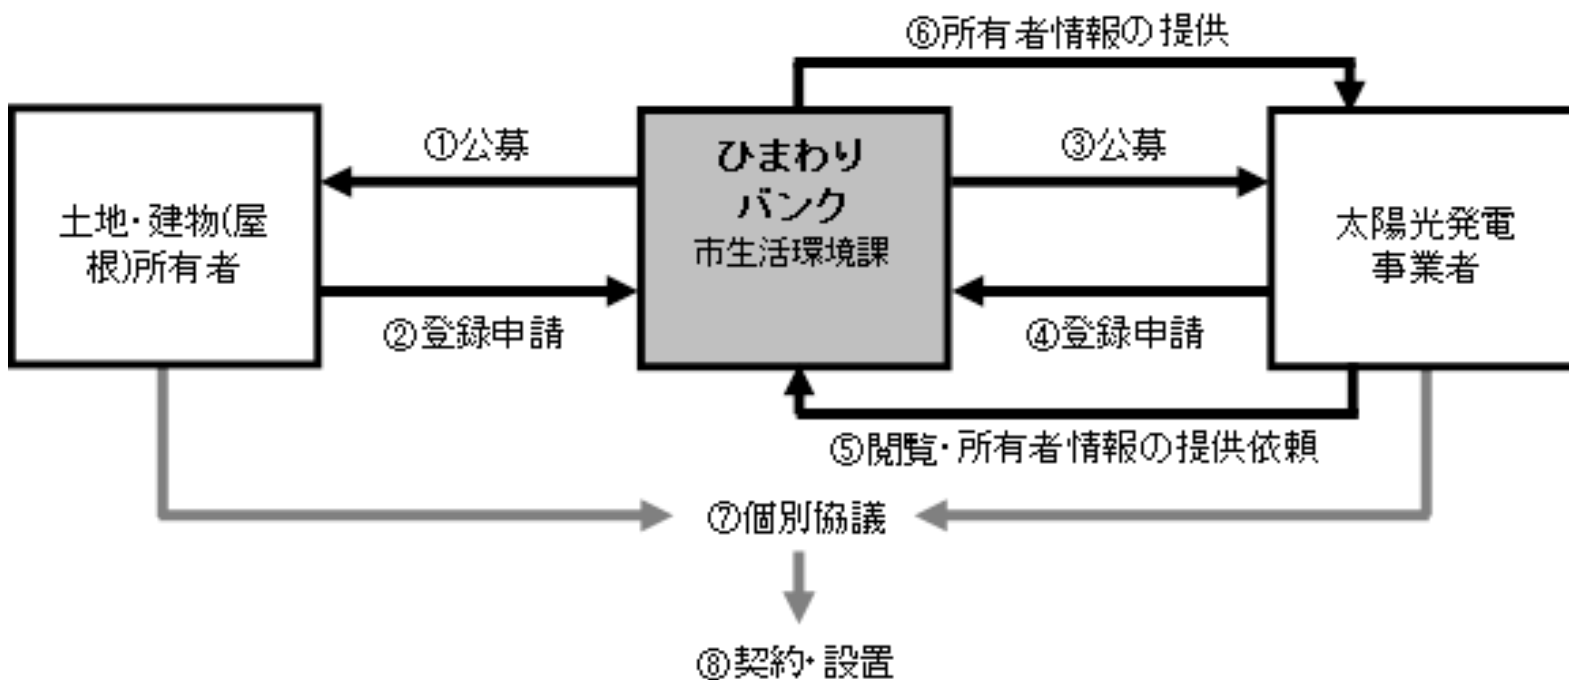 ⑥所有者情報の提供
①公募
ひまわり
バンク
市生活環境課
③公募
土地・建物(屋
根)所有者
太陽光発電
事業者
②登録申請
④登録申請
⑤閲覧・所有者情報の提供依頼
⑦個別協議
⑧契約・設置